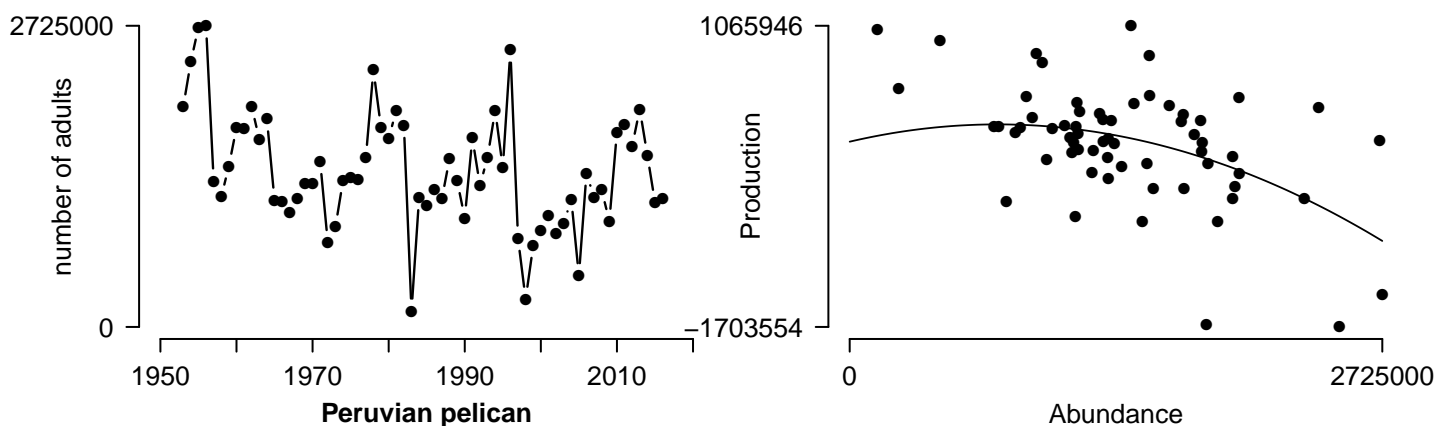 2725000
number of adults
0
1950 1970 1990 2010
Peruvian pelican
1065946
Production
−1703554
0 2725000
Abundance